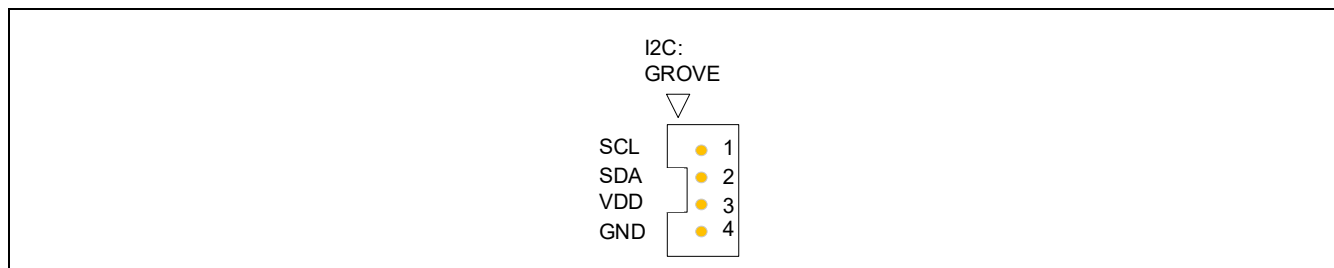 I2C:
GROVE
SCL 1
SDA 2
VDD 3
GND 4